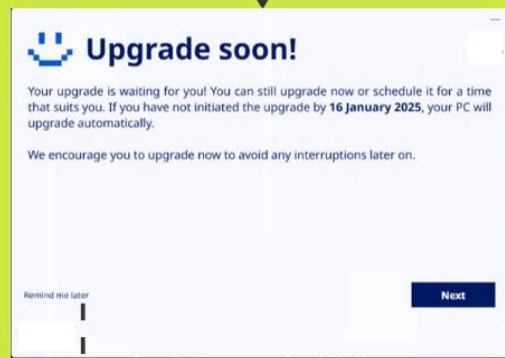 Upgrade soon!
Your upgrade is waiting for you! You can still upgrade now or schedule it for a time
that suits you. If you have not initiated the upgrade by 16 January 2025, your PC will
upgrade automatically.
We encourage you to upgrade now to avoid any interruptions later on.
Remind me later
Next